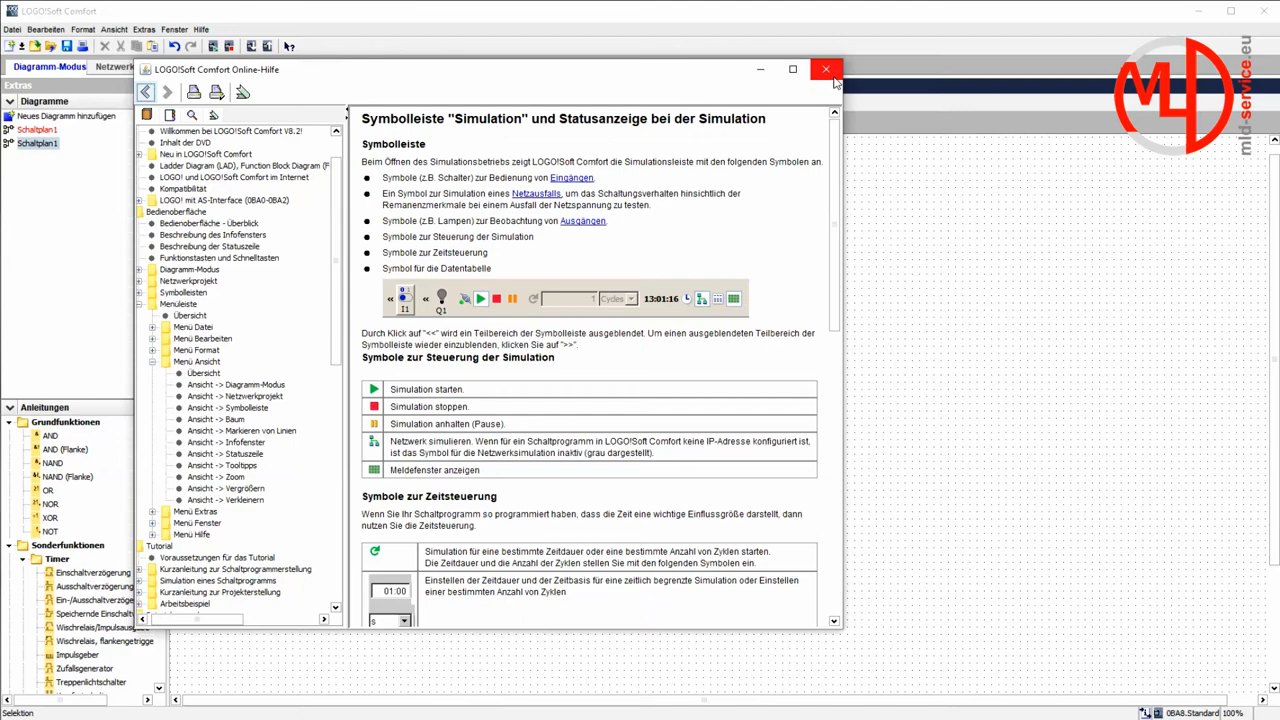 LOGO!Soft Comfort
Datei Bearbeiten Format Ansicht Extras Fenster Hilfe
Diagramm-Modus Netzwerk
Extras
Diagramme
Neues Diagramm hinzufügen
Schaltplan1
Schaltplan1
Anleitungen
Grundfunktionen
AND
AND (Flanke)
NAND
NAND (Flanke)
OR
NOR
XOR
NOT
Sonderfunktionen
Timer
Einschaltverzögerung
Ausschaltverzögerung
Ein-/Ausschaltverzöge
Speichernde Einschalt
Wischrelais/Impulsausga
Wischrelais, flankengetrigge
Impulsgeber
Zufallsgenerator
Treppenlichtschalter
LOGO!Soft Comfort Online-Hilfe
Willkommen bei LOGO!Soft Comfort V8.2!
Inhalt der DVD
Neu in LOGO!Soft Comfort
Ladder Diagram (LAD), Function Block Diagram (F
LOGO! und LOGO!Soft Comfort im Internet
Kompatibilität
LOGO! mit AS-Interface (0BA0-0BA2)
Bedienoberfläche
Bedienoberfläche - Überblick
Beschreibung des Infofensters
Beschreibung der Statuszeile
Funktionstasten und Schnelltasten
Diagramm-Modus
Netzwerkprojekt
Symbolleisten
Menüleiste
Übersicht
Menü Datei
Menü Bearbeiten
Menü Format
Menü Ansicht
Übersicht
Ansicht -> Diagramm-Modus
Ansicht -> Netzwerkprojekt
Ansicht -> Symbolleiste
Ansicht -> Baum
Ansicht -> Markieren von Linien
Ansicht -> Infofenster
Ansicht -> Statuszeile
Ansicht -> Tooltipps
Ansicht -> Zoom
Ansicht -> Vergrößern
Ansicht -> Verkleinern
Menü Extras
Menü Fenster
Menü Hilfe
Tutorial
Voraussetzungen für das Tutorial
Kurzanleitung zur Schaltprogrammerstellung
Simulation eines Schaltprogramms
Kurzanleitung zur Projekterstellung
Arbeitsbeispiel
Symbolleiste "Simulation" und Statusanzeige bei der Simulation
Symbolleiste
Beim Öffnen des Simulationsbetriebs zeigt LOGO!Soft Comfort die Simulationsleiste mit den folgenden Symbolen an.
Symbole (z.B. Schalter) zur Bedienung von Eingängen.
Ein Symbol zur Simulation eines Netzausfalls, um das Schaltungsverhalten hinsichtlich der
Remanenzmerkmale bei einem Ausfall der Netzspannung zu testen.
Symbole (z.B. Lampen) zur Beobachtung von Ausgängen.
Symbole zur Steuerung der Simulation
Symbole zur Zeitsteuerung
Symbol für die Datentabelle
« 0 I1 « Q1 1 Cycles 13:01:16
Durch Klick auf "<<" wird ein Teilbereich der Symbolleiste ausgeblendet. Um einen ausgeblendeten Teilbereich der
Symbolleiste wieder einzublenden, klicken Sie auf ">>".
Symbole zur Steuerung der Simulation
Simulation starten.
Simulation stoppen.
Simulation anhalten (Pause).
Netzwerk simulieren. Wenn für ein Schaltprogramm in LOGO!Soft Comfort keine IP-Adresse konfiguriert ist,
ist das Symbol für die Netzwerksimulation inaktiv (grau dargestellt).
Meldefenster anzeigen
Symbole zur Zeitsteuerung
Wenn Sie Ihr Schaltprogramm so programmiert haben, dass die Zeit eine wichtige Einflussgröße darstellt, dann
nutzen Sie die Zeitsteuerung.
Simulation für eine bestimmte Zeitdauer oder eine bestimmte Anzahl von Zyklen starten.
Die Zeitdauer und die Anzahl der Zyklen stellen Sie mit den folgenden Symbolen ein.
01:00
s
Einstellen der Zeitdauer und der Zeitbasis für eine zeitlich begrenzte Simulation oder Einstellen
einer bestimmten Anzahl von Zyklen
MLD
mld-service.eu
Selektion
0BA8.Standard 100%